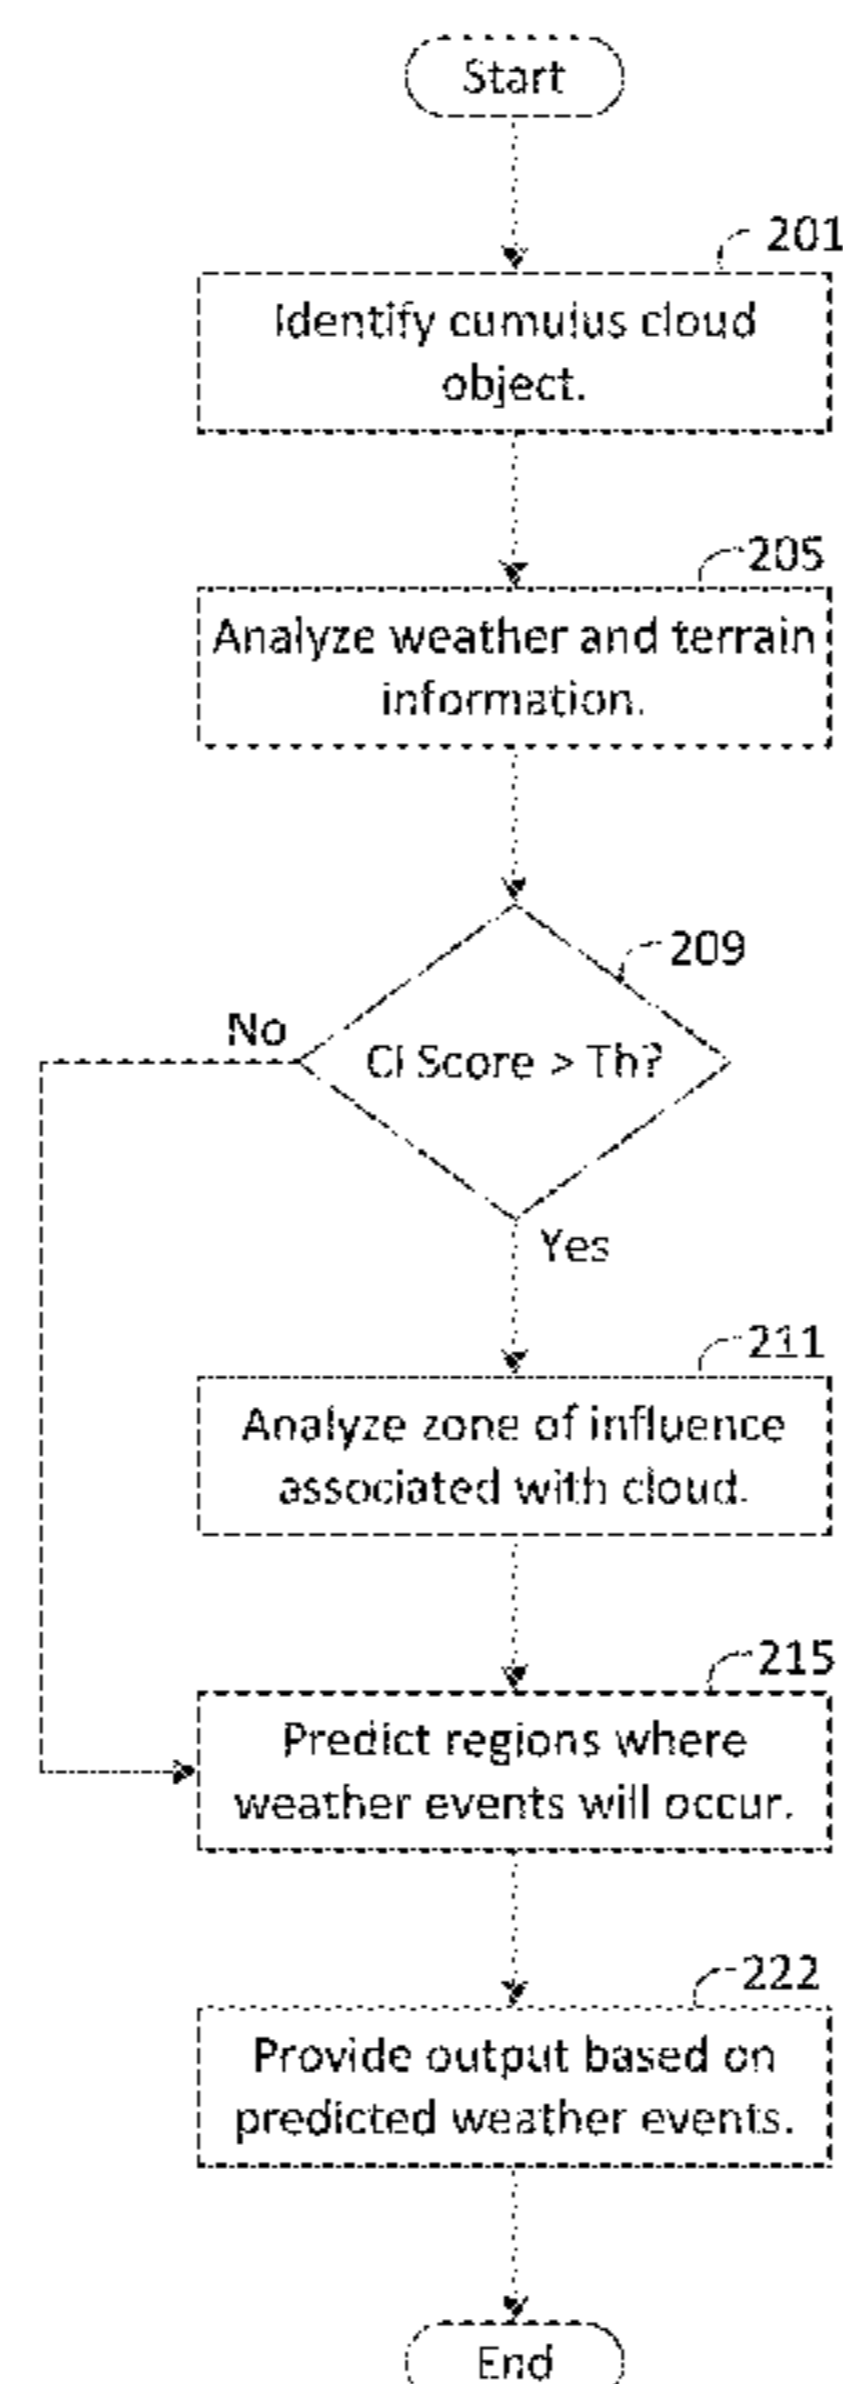 Start
201
Identify cumulus cloud
object.
205
Analyze weather and terrain
information.
209
No
CI Score > Th?
Yes
211
Analyze zone of influence
associated with cloud.
215
Predict regions where
weather events will occur.
222
Provide output based on
predicted weather events.
End